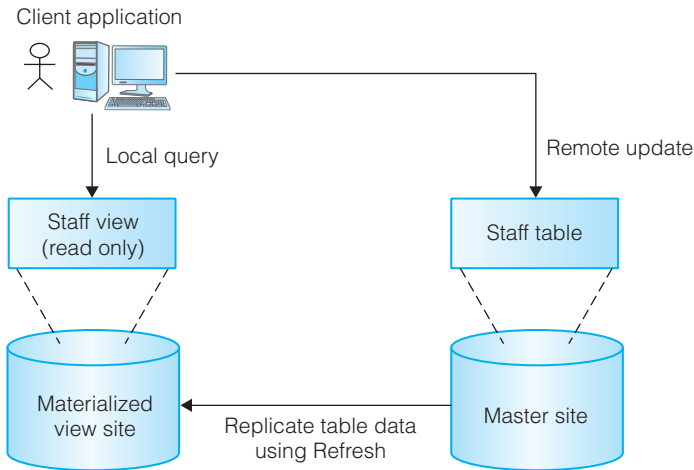 Client application
Local query
Remote update
Staff view
(read only)
Staff table
Materialized
view site
Replicate table data
using Refresh
Master site